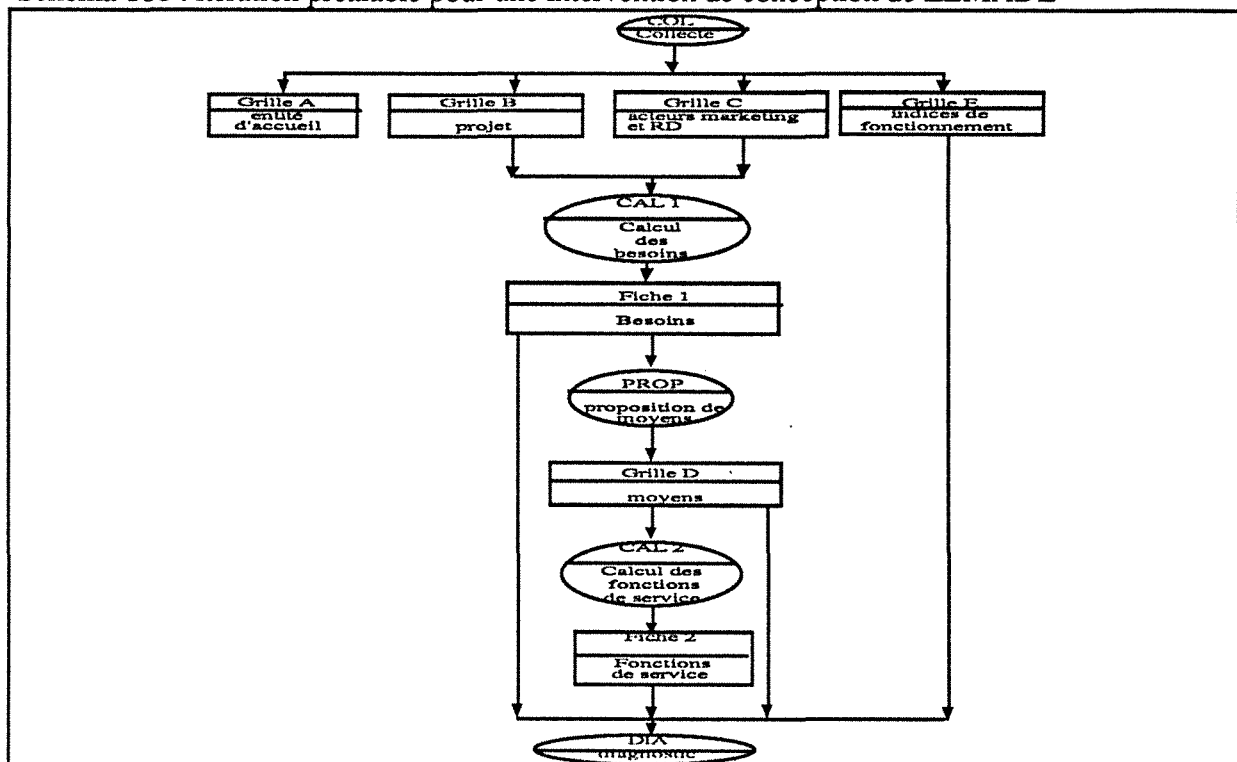 COL
Collecte
Grille A
entité
d'accueil
Grille B
projet
Grille C
acteurs marketing
et RD
Grille E
indices de
fonctionnement
CAL 1
Calcul
des
besoins
Fiche 1
Besoins
PROP
proposition de
moyens
Grille D
moyens
CAL 2
Calcul des
fonctions
de service
Fiche 2
Fonctions
de service
DIA
diagnostic